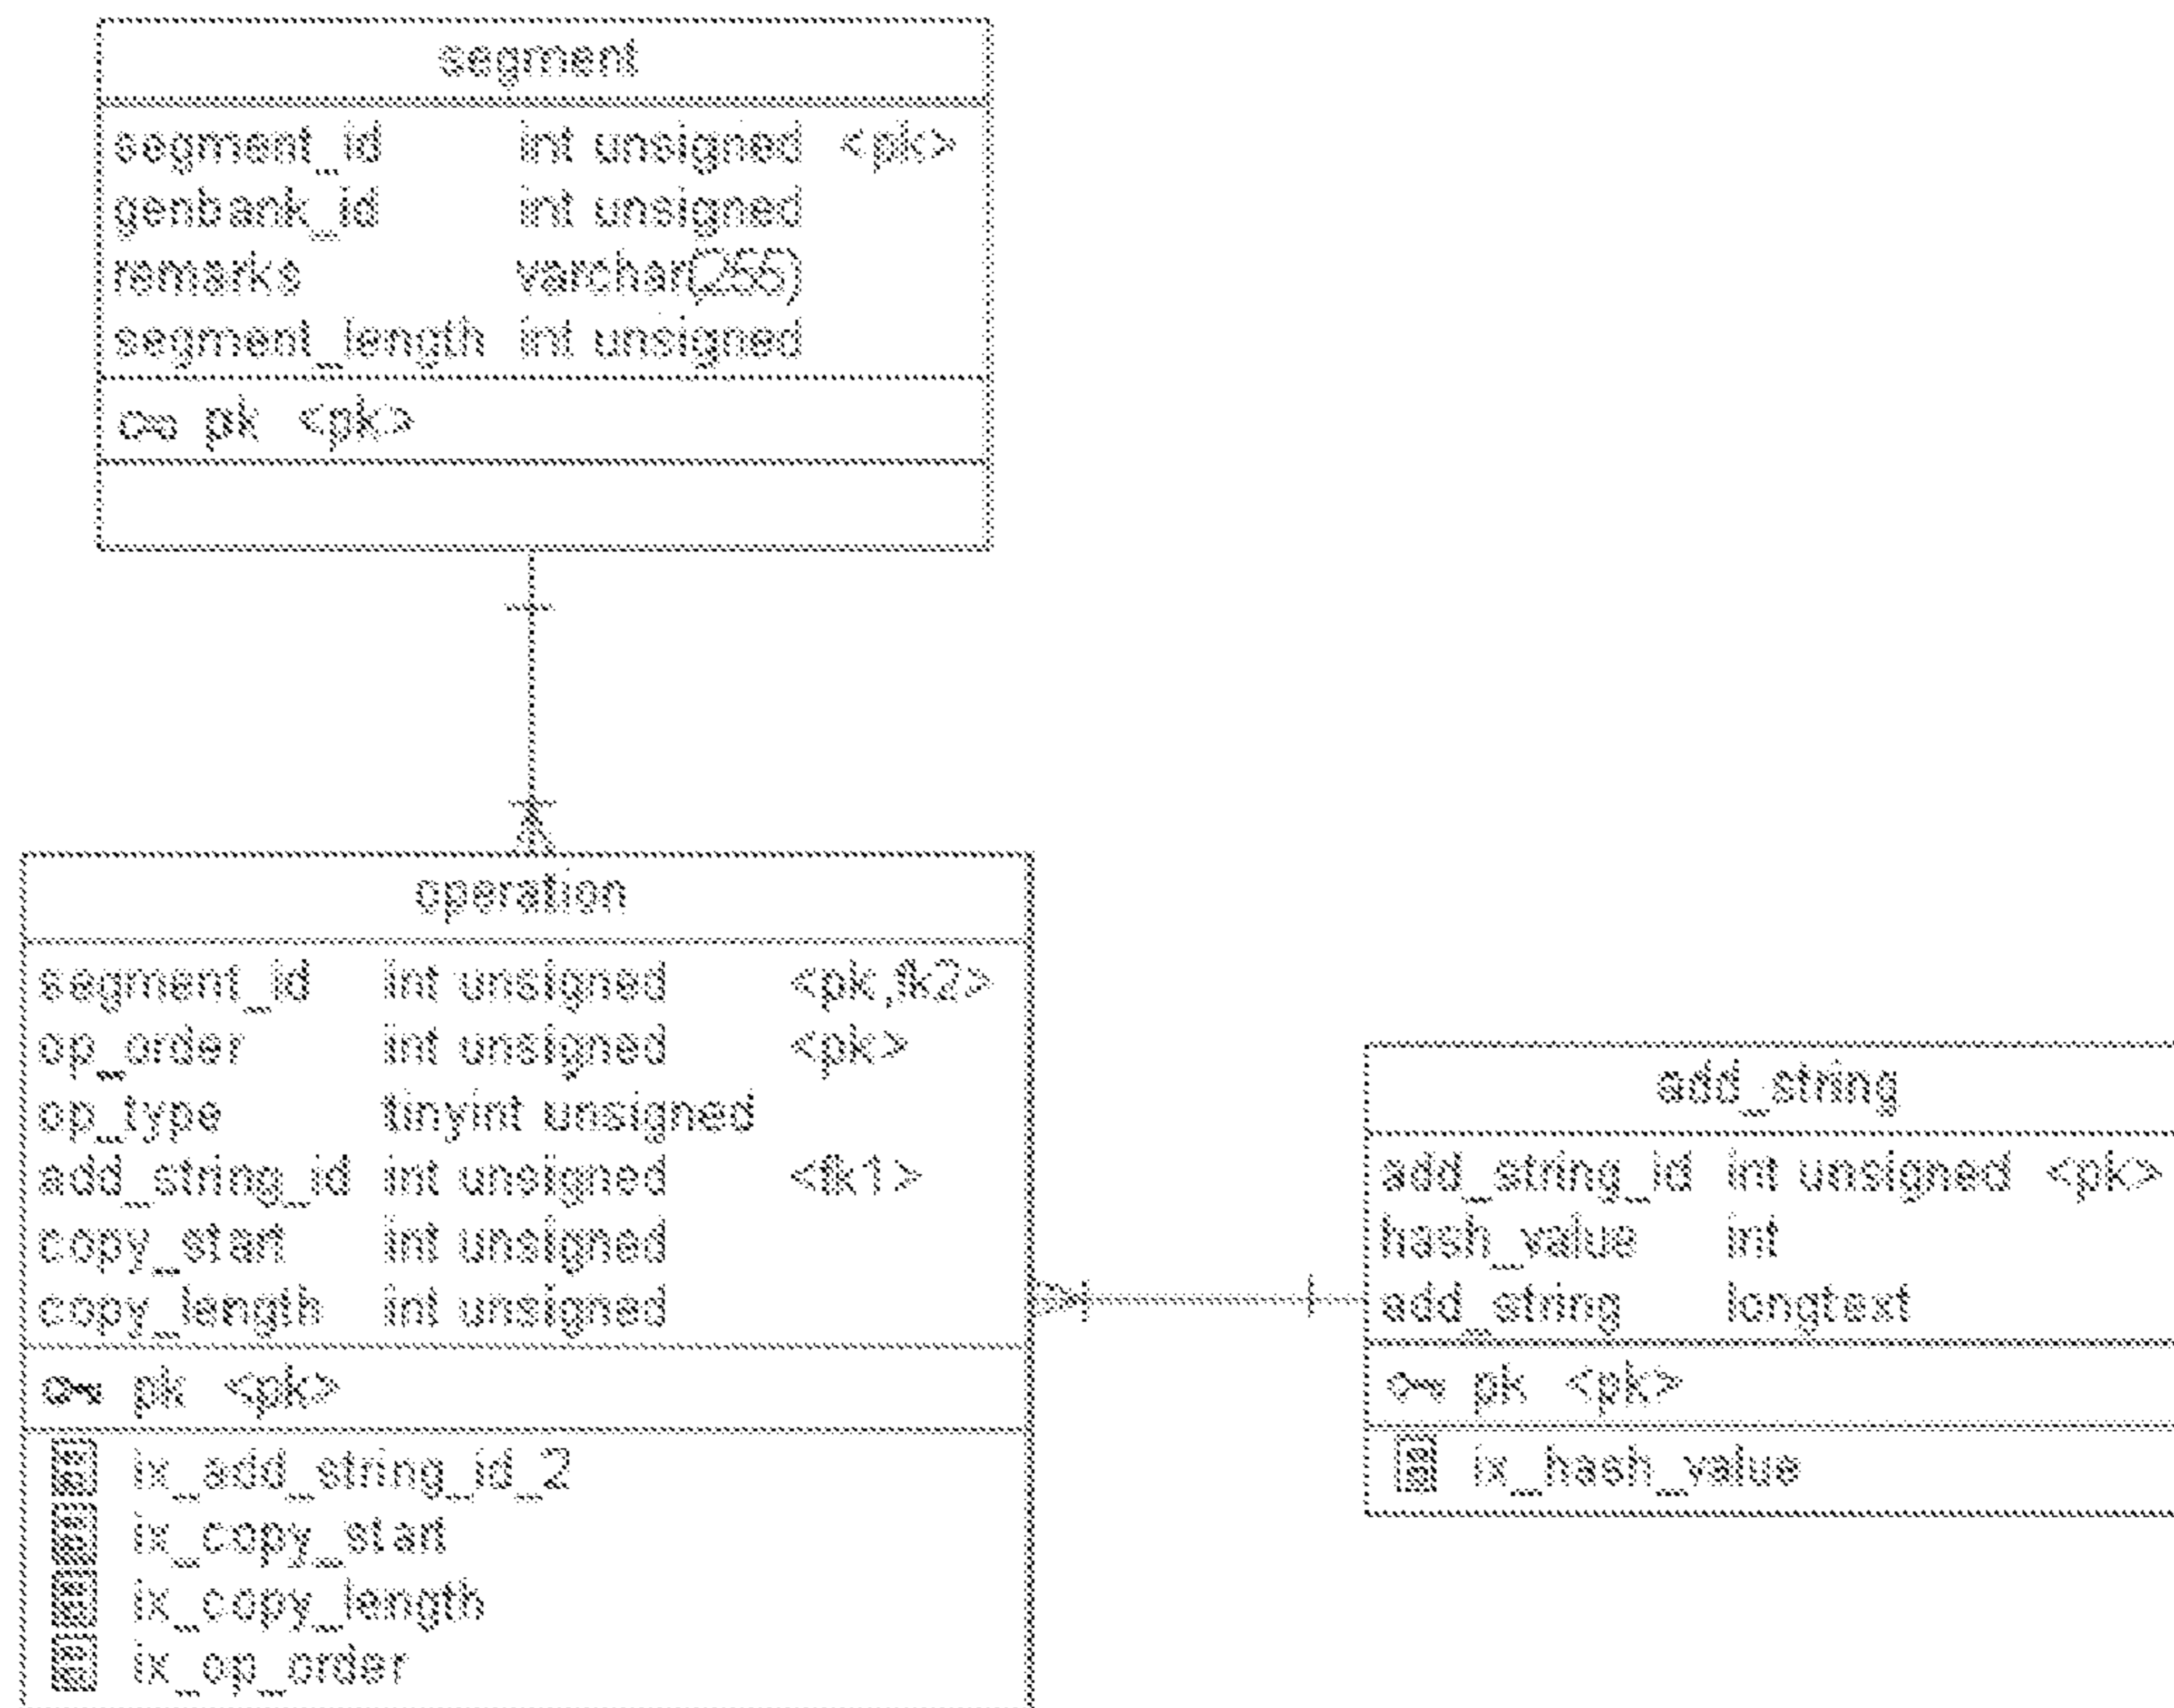 segment
segment_id int unsigned <pk>
genbank_id int unsigned
remarks varchar(255)
segment_length int unsigned
pk <pk>
operation
segment_id int unsigned <pk,fk2>
op_order int unsigned <pk>
op_type tinyint unsigned
add_string_id int unsigned <fk1>
copy_start int unsigned
copy_length int unsigned
pk <pk>
ix_add_string_id_2
ix_copy_start
ix_copy_length
ix_op_order
add_string
add_string_id int unsigned <pk>
hash_value int
add_string longtext
pk <pk>
ix_hash_value